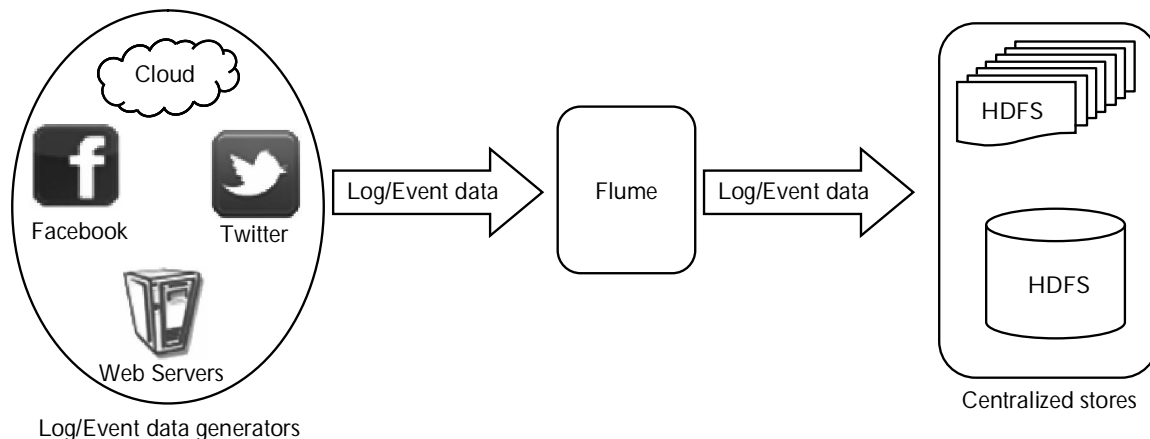 Cloud
Facebook
Twitter
Web Servers
Log/Event data generators
Log/Event data
Flume
Log/Event data
HDFS
HDFS
Centralized stores